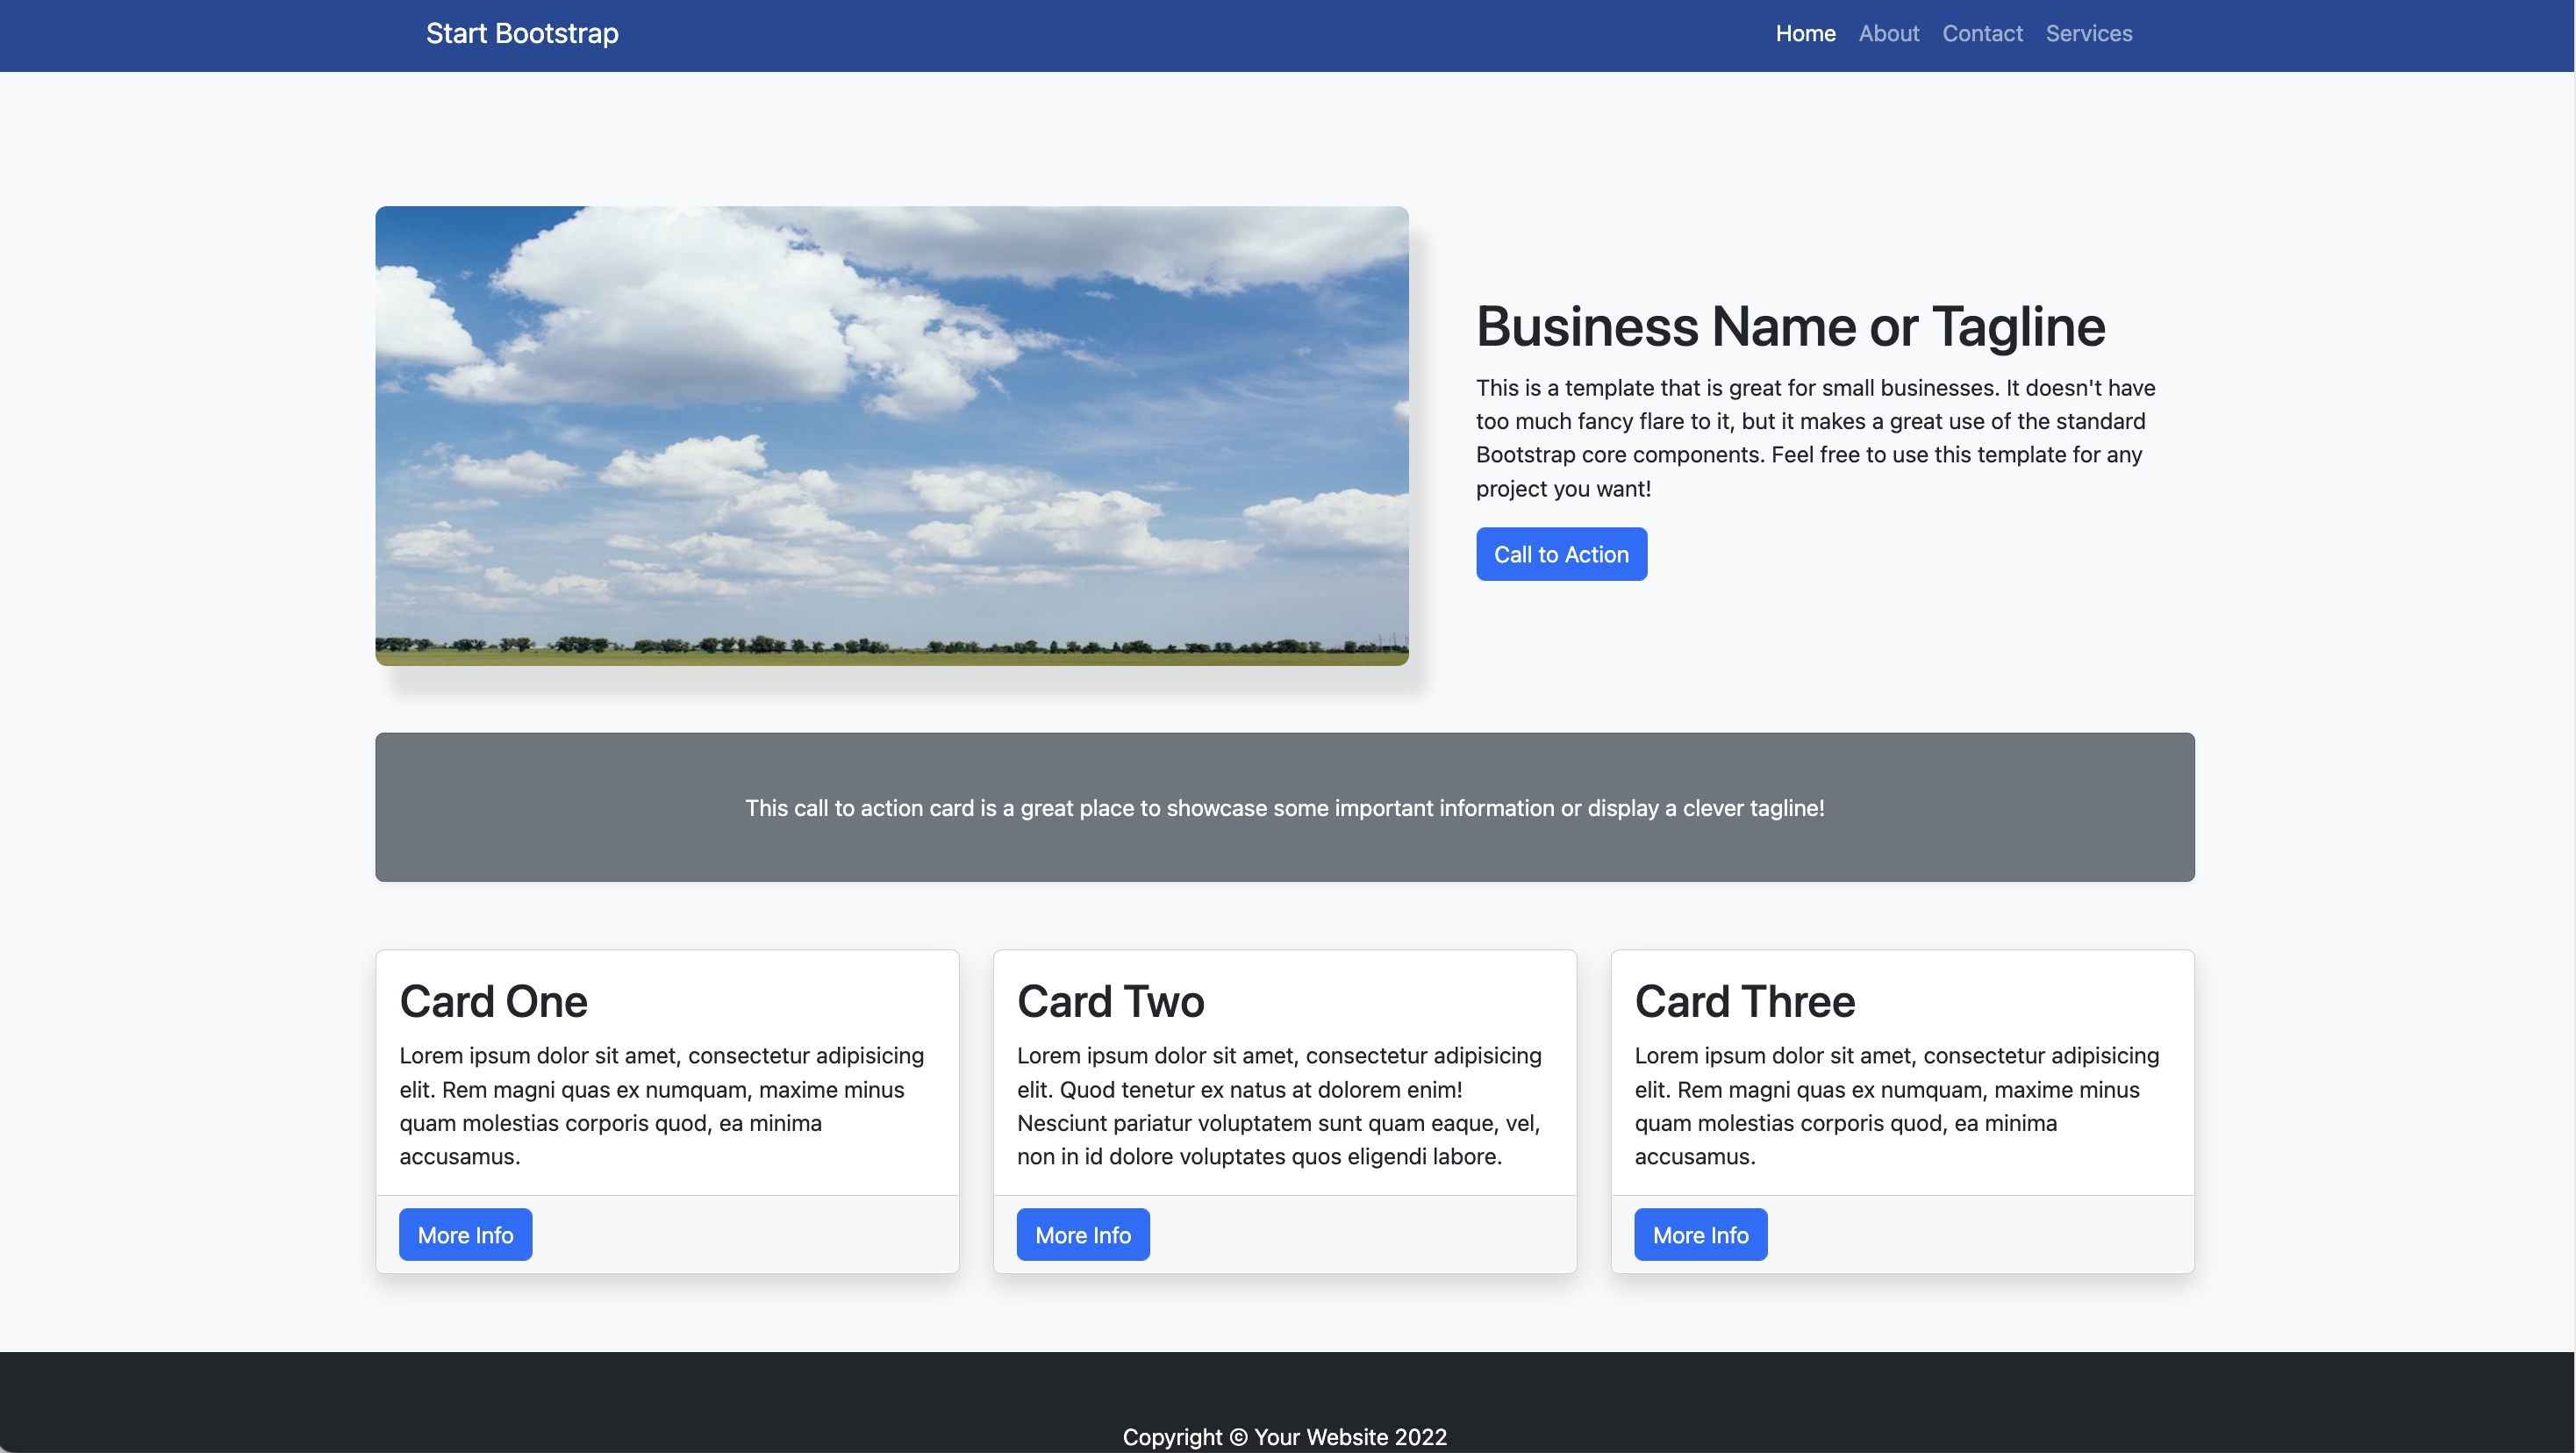 Start Bootstrap
Home About Contact Services
Business Name or Tagline
This is a template that is great for small businesses. It doesn't have
too much fancy flare to it, but it makes a great use of the standard
Bootstrap core components. Feel free to use this template for any
project you want!
Call to Action
This call to action card is a great place to showcase some important information or display a clever tagline!
Card One
Lorem ipsum dolor sit amet, consectetur adipisicing
elit. Rem magni quas ex numquam, maxime minus
quam molestias corporis quod, ea minima
accusamus.
More Info
Card Two
Lorem ipsum dolor sit amet, consectetur adipisicing
elit. Quod tenetur ex natus at dolorem enim!
Nesciunt pariatur voluptatem sunt quam eaque, vel,
non in id dolore voluptates quos eligendi labore.
More Info
Card Three
Lorem ipsum dolor sit amet, consectetur adipisicing
elit. Rem magni quas ex numquam, maxime minus
quam molestias corporis quod, ea minima
accusamus.
More Info
Copyright © Your Website 2022